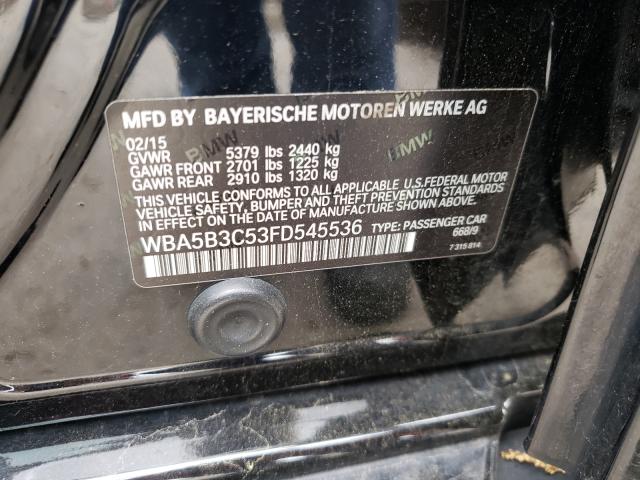 MFD BY BAYERISCHE MOTOREN WERKE AG
02/15
GVWR 5379 lbs 2440 kg
GAWR FRONT 2701 lbs 1225 kg
GAWR REAR 2910 lbs 1320 kg
THIS VEHICLE CONFORMS TO ALL APPLICABLE U.S. FEDERAL MOTOR
VEHICLE SAFETY, BUMPER AND THEFT PREVENTION STANDARDS
IN EFFECT ON THE DATE OF MANUFACTURE SHOWN ABOVE.
WBA5B3C53FD545536 TYPE: PASSENGER CAR
668/9
7 315 814
BMW
BMW
BMW